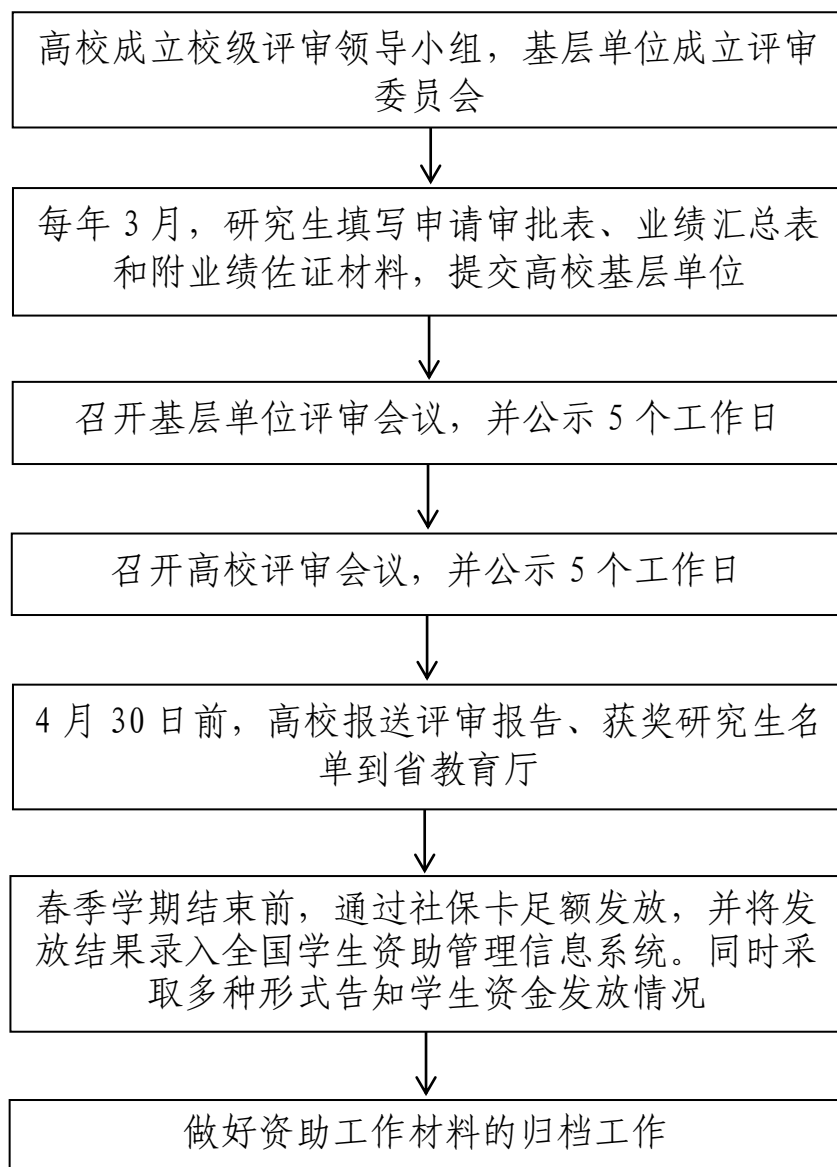 高校成立校级评审领导小组，基层单位成立评审
委员会
每年 3 月，研究生填写申请审批表、业绩汇总表
和附业绩佐证材料，提交高校基层单位
召开基层单位评审会议，并公示 5 个工作日
召开高校评审会议，并公示 5 个工作日
4 月 30 日前，高校报送评审报告、获奖研究生名
单到省教育厅
春季学期结束前，通过社保卡足额发放，并将发
放结果录入全国学生资助管理信息系统。同时采
取多种形式告知学生资金发放情况
做好资助工作材料的归档工作